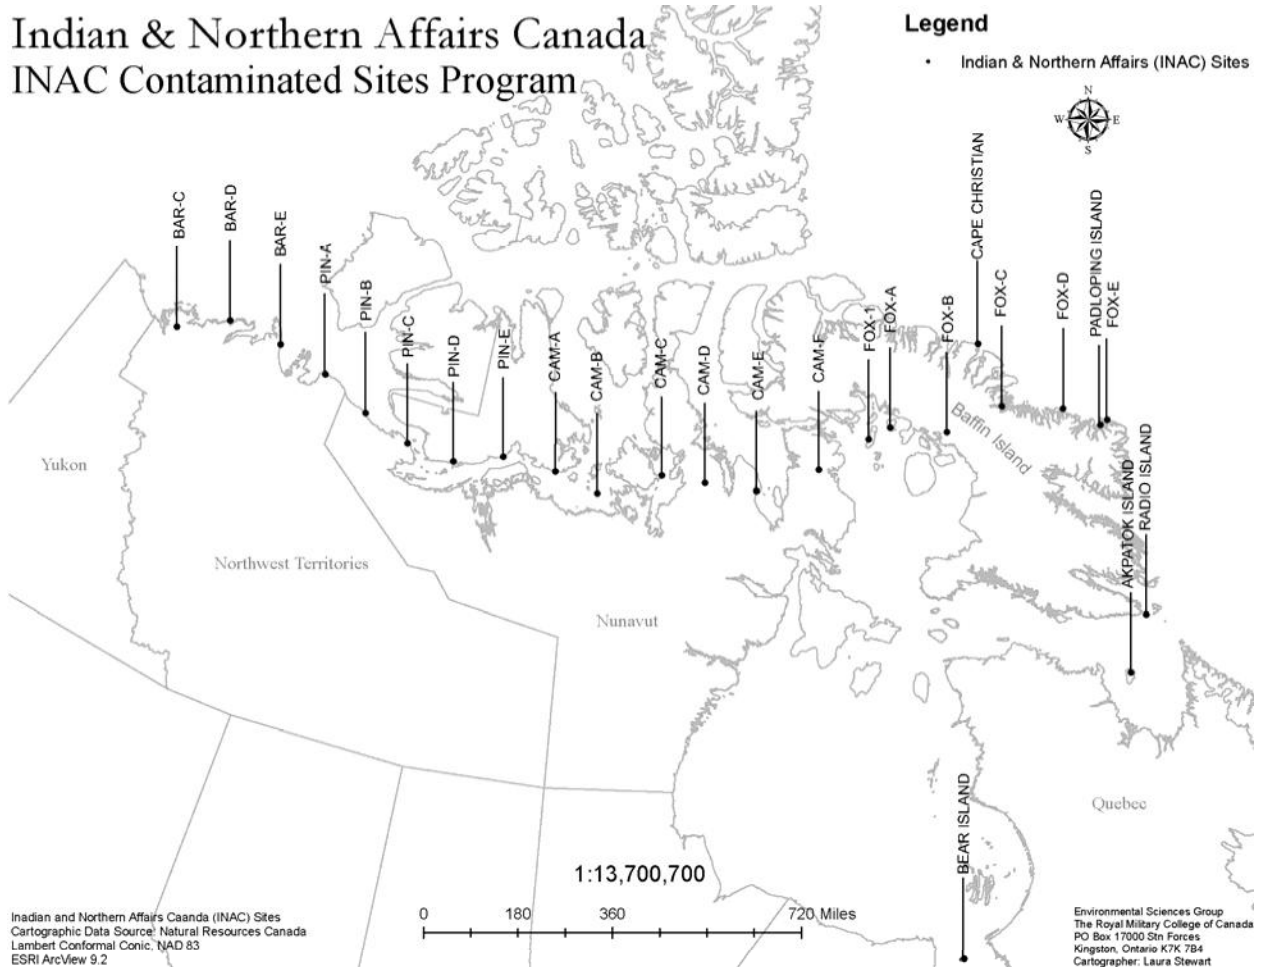 Indian & Northern Affairs Canada
INAC Contaminated Sites Program
Legend
Indian & Northern Affairs (INAC) Sites
N
W
E
S
BAR-C
BAR-D
BAR-E
PIN-A
PIN-B
PIN-C
PIN-D
PIN-E
CAM-A
CAM-B
CAM-C
CAM-D
CAM-E
CAM-F
FOX-1
FOX-A
FOX-B
CAPE CHRISTIAN
FOX-C
FOX-D
PADLOPING ISLAND
FOX-E
Baffin Island
AKPATOK ISLAND
RADIO ISLAND
Yukon
Northwest Territories
Nunavut
Quebec
BEAR ISLAND
1:13,700,700
0 180 360 720 Miles
Inadian and Northern Affairs Caanda (INAC) Sites
Cartographic Data Source: Natural Resources Canada
Lambert Conformal Conic, NAD 83
ESRI ArcView 9.2
Environmental Sciences Group
The Royal Military College of Canada
PO Box 17000 Stn Forces
Kingston, Ontario K7K 7B4
Cartographer: Laura Stewart